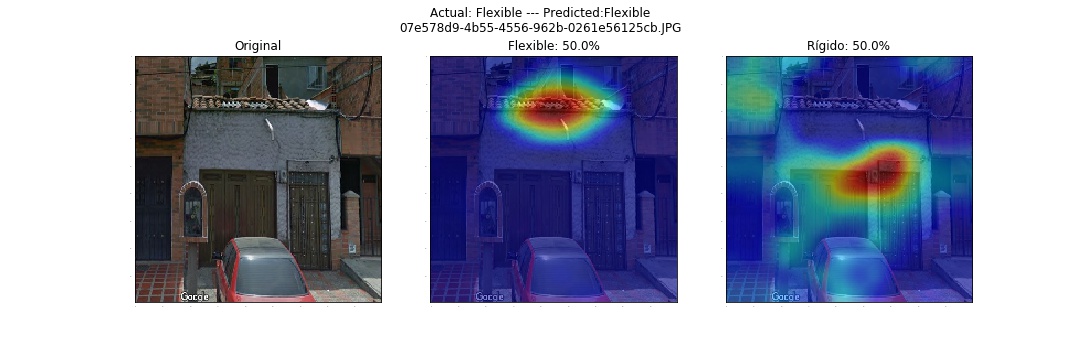 Actual: Flexible --- Predicted:Flexible
07e578d9-4b55-4556-962b-0261e56125cb.JPG
Original
Flexible: 50.0%
Rígido: 50.0%
Google
Google
Google